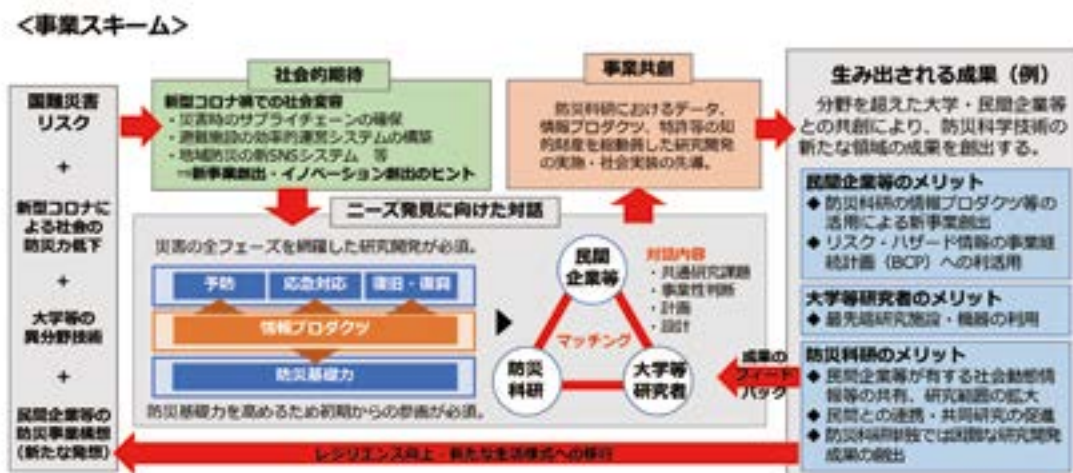 <事業スキーム>
国難災害
リスク
+
新型コロナに
よる社会の
防災力低下
+
大学等の
異分野技術
+
民間企業等の
防災事業構想
(新たな発想)
社会的期待
新型コロナ禍での社会変容
・災害時のサプライチェーンの確保
・避難施設の効率的運営システムの構築
・地域防災の新SNSシステム 等
⇒新事業創出・イノベーション創出のヒント
事業共創
防災科研におけるデータ、
情報プロダクツ、特許等の知
的財産を総動員した研究開発
の実施・社会実装の先導。
ニーズ発見に向けた対話
災害の全フェーズを網羅した研究開発が必須。
予防
応急対応
復旧・復興
情報プロダクツ
防災基礎力
防災基礎力を高めるため初期からの参画が必須。
民間
企業等
マッチング
防災
科研
大学等
研究者
対話内容
・共通研究課題
・事業性判断
・計画
・設計
生み出される成果(例)
分野を超えた大学・民間企業等
との共創により、防災科学技術の
新たな領域の成果を創出する。
民間企業等のメリット
◆ 防災科研の情報プロダクツ等の
活用による新事業創出
◆ リスク・ハザード情報の事業継
続計画(BCP)への利活用
大学等研究者のメリット
◆ 最先端研究施設・機器の利用
防災科研のメリット
◆ 民間企業等が有する社会動態情
報等の共有、研究範囲の拡大
◆ 民間との連携・共同研究の促進
◆ 防災科研単独では困難な研究開発
成果の創出
成果の
フィード
バック
レジリエンス向上・新たな生活様式への移行